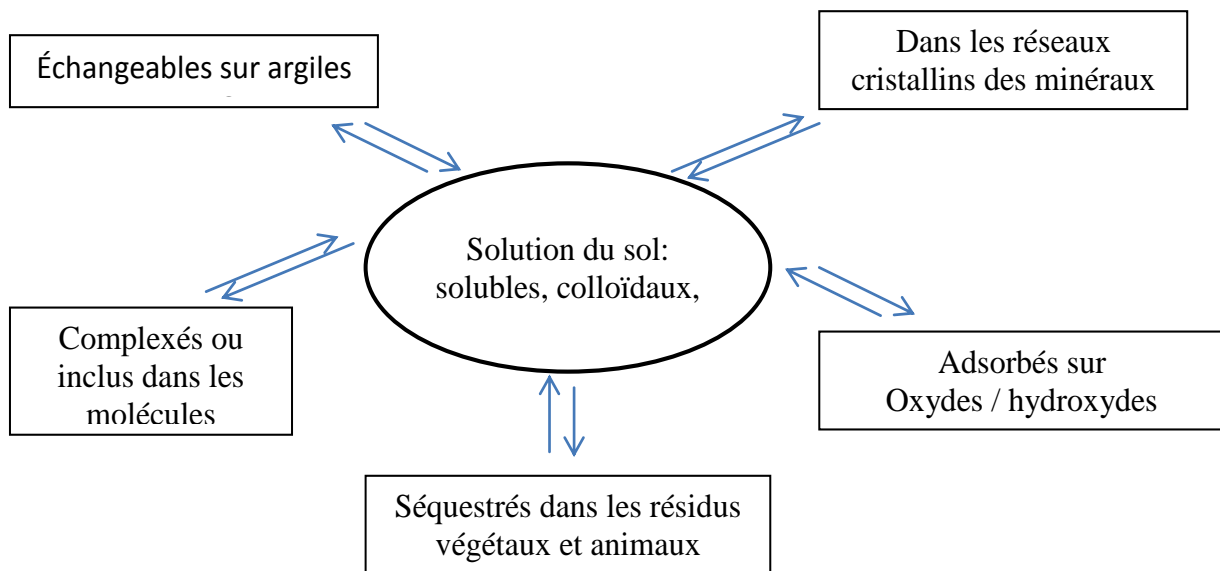 Échangeables sur argiles
Dans les réseaux
cristallins des minéraux
Solution du sol:
solubles, colloïdaux,
Complexés ou
inclus dans les
molécules
Adsorbés sur
Oxydes / hydroxydes
Séquestrés dans les résidus
végétaux et animaux